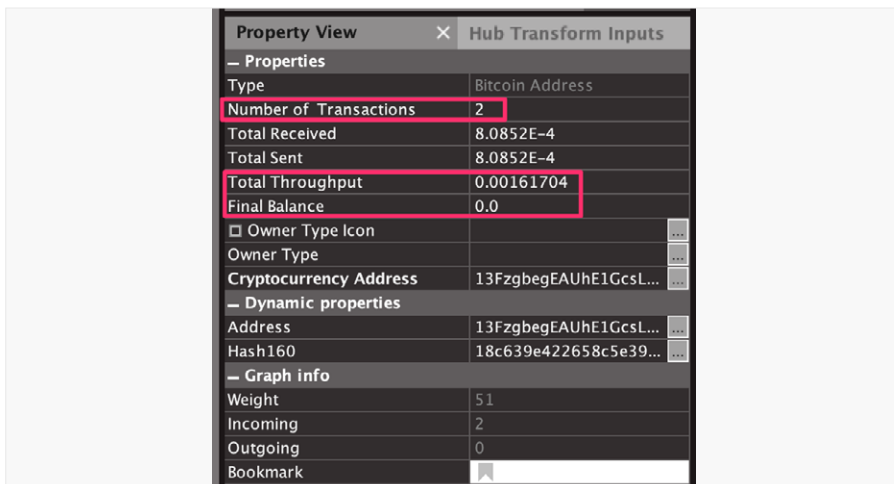 Property View × Hub Transform Inputs
Properties
Type Bitcoin Address
Number of Transactions 2
Total Received 8.0852E-4
Total Sent 8.0852E-4
Total Throughput 0.00161704
Final Balance 0.0
Owner Type Icon ...
Owner Type ...
Cryptocurrency Address 13FzgbegEAUhE1GcsL... ...
Dynamic properties
Address 13FzgbegEAUhE1GcsL... ...
Hash160 18c639e422658c5e39... ...
Graph info
Weight 51
Incoming 2
Outgoing 0
Bookmark